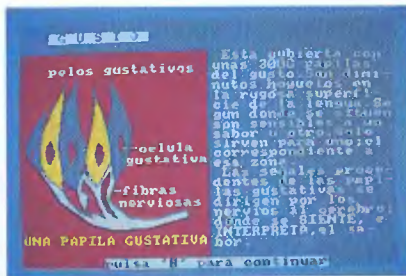 GUSTO
pelos gustativos
celula
gustativa
fibras
nerviosas
UNA PAPILA GUSTATIVA
Esta cubierta con
unas 3000 papilas
del gusto. Son dimi-
nutos hoyuelos en
la rugosa superfi-
cie de la lengua. Se
gun donde se situen
son sensibles a un
sabor u otro. Solo
sirven para uno: el
correspondiente a
esa zona.
Las señales proce-
dentes de las papi-
las gustativas se
dirigen por los
nervios al cerebro:
donde se SIENTE, e
INTERPRETA, el sa-
bor.
Pulsa 'H' para continuar